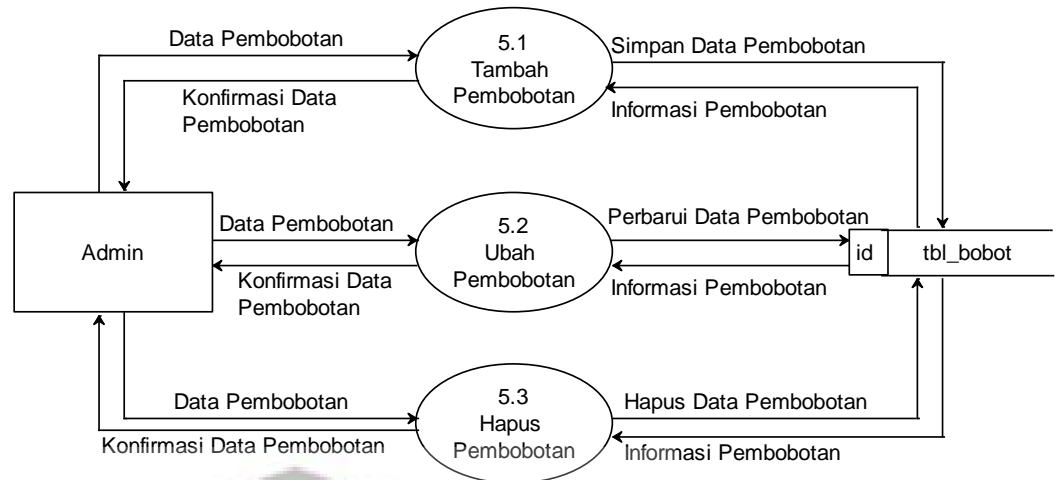 Data Pembobotan
5.1
Tambah
Pembobotan
Simpan Data Pembobotan
Konfirmasi Data
Pembobotan
Informasi Pembobotan
Admin
Data Pembobotan
5.2
Ubah
Pembobotan
Perbarui Data Pembobotan
id
tbl_bobot
Konfirmasi Data
Pembobotan
Informasi Pembobotan
Data Pembobotan
5.3
Hapus
Pembobotan
Hapus Data Pembobotan
Konfirmasi Data Pembobotan
Informasi Pembobotan